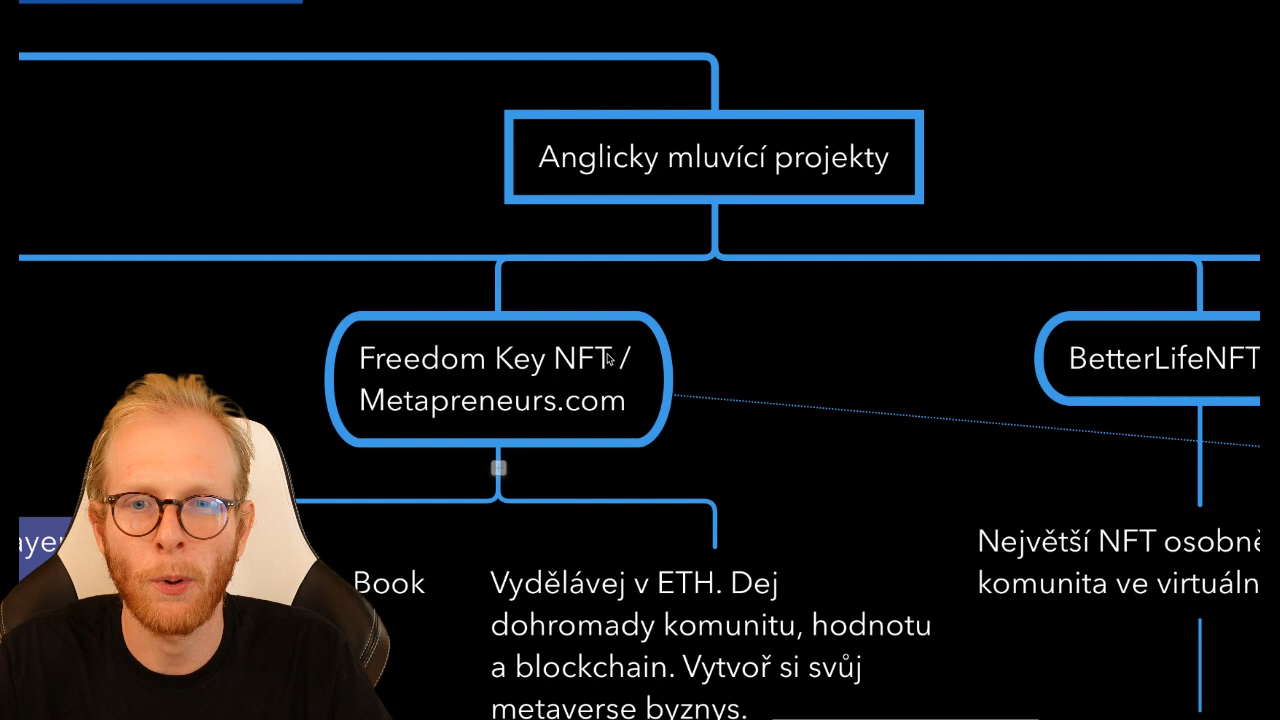 Anglicky mluvící projekty
Freedom Key NFT /
Metapreneurs.com
BetterLifeNFT
Book
Vydělávej v ETH. Dej
dohromady komunitu, hodnotu
a blockchain. Vytvoř si svůj
metaverse byznys.
Největší NFT osobně
komunita ve virtuáln